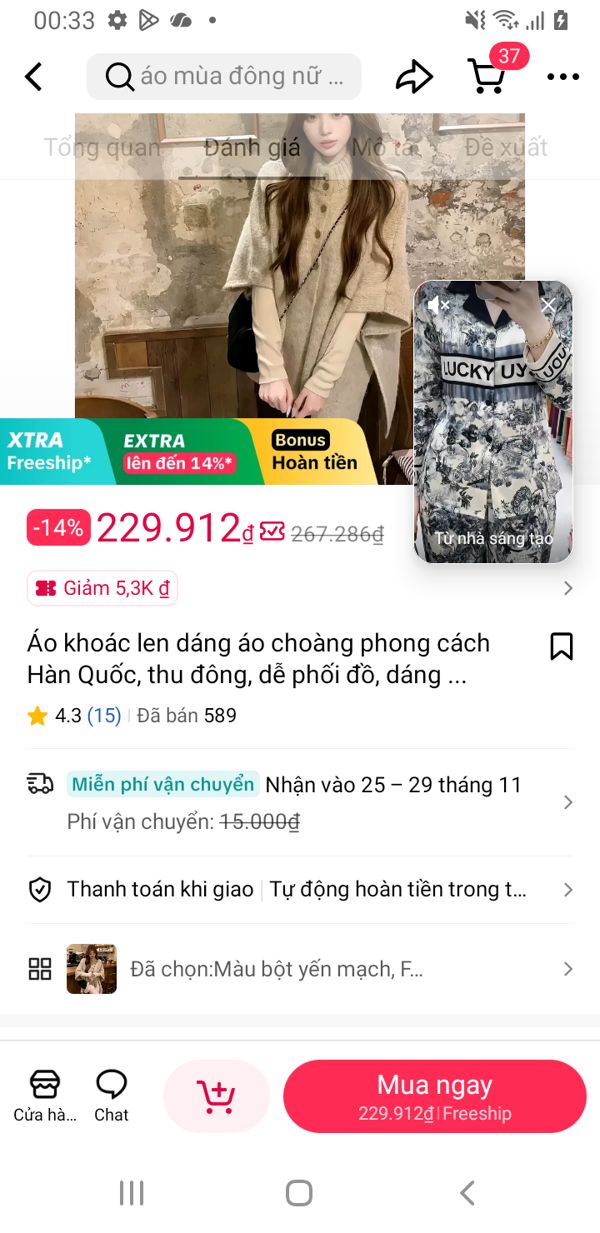 00:33
37
áo mùa đông nữ ...
Tổng quan Đánh giá Mô tả Đề xuất
LUCKY UY
Từ nhà sáng tạo
XTRA
Freeship*
EXTRA
lên đến 14%*
Bonus
Hoàn tiền
-14% 229.912₫ 267.286₫
Giảm 5,3K ₫
Áo khoác len dáng áo choàng phong cách
Hàn Quốc, thu đông, dễ phối đồ, dáng ...
4.3 (15) Đã bán 589
Miễn phí vận chuyển Nhận vào 25 – 29 tháng 11
Phí vận chuyển: 15.000₫
Thanh toán khi giao Tự động hoàn tiền trong t...
Đã chọn:Màu bột yến mạch, F...
Cửa hà... Chat
Mua ngay
229.912₫ Freeship